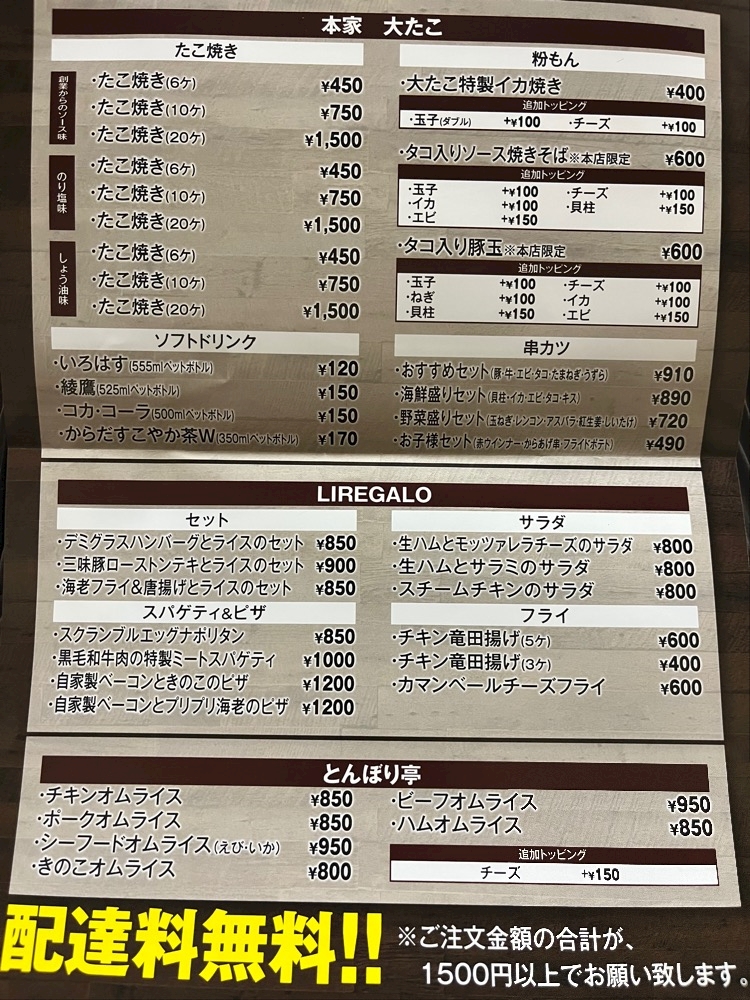 本家 大たこ
たこ焼き
創業からのソース味
・たこ焼き(6ケ) ¥450
・たこ焼き(10ケ) ¥750
・たこ焼き(20ケ) ¥1,500
のり塩味
・たこ焼き(6ケ) ¥450
・たこ焼き(10ケ) ¥750
・たこ焼き(20ケ) ¥1,500
しょう油味
・たこ焼き(6ケ) ¥450
・たこ焼き(10ケ) ¥750
・たこ焼き(20ケ) ¥1,500
ソフトドリンク
・いろはす(555mlペットボトル) ¥120
・綾鷹(525mlペットボトル) ¥150
・コカ・コーラ(500mlペットボトル) ¥150
・からだすこやか茶W(350mlペットボトル) ¥170
粉もん
・大たこ特製イカ焼き ¥400
追加トッピング
・玉子(ダブル) +¥100 ・チーズ +¥100
・タコ入りソース焼きそば※本店限定 ¥600
追加トッピング
・玉子 +¥100 ・チーズ +¥100
・イカ +¥100 ・貝柱 +¥150
・エビ +¥150
・タコ入り豚玉※本店限定 ¥600
追加トッピング
・玉子 +¥100 ・チーズ +¥100
・ねぎ +¥100 ・イカ +¥100
・貝柱 +¥150 ・エビ +¥150
串カツ
・おすすめセット(豚・牛・エビ・タコ・たまねぎ・うずら) ¥910
・海鮮盛りセット(貝柱・イカ・エビ・タコ・キス) ¥890
・野菜盛りセット(玉ねぎ・レンコン・アスパラ・紅生姜・しいたけ) ¥720
・お子様セット(赤ウインナー・からあげ串・フライドポテト) ¥490
LIREGALO
セット
・デミグラスハンバーグとライスのセット ¥850
・三味豚ローストンテキとライスのセット ¥900
・海老フライ&唐揚げとライスのセット ¥850
スパゲティ&ピザ
・スクランブルエッグナポリタン ¥850
・黒毛和牛肉の特製ミートスパゲティ ¥1000
・自家製ベーコンときのこのピザ ¥1200
・自家製ベーコンとプリプリ海老のピザ ¥1200
サラダ
・生ハムとモッツァレラチーズのサラダ ¥800
・生ハムとサラミのサラダ ¥800
・スチームチキンのサラダ ¥800
フライ
・チキン竜田揚げ(5ケ) ¥600
・チキン竜田揚げ(3ケ) ¥400
・カマンベールチーズフライ ¥600
とんぼり亭
・チキンオムライス ¥850
・ポークオムライス ¥850
・シーフードオムライス(えび・いか) ¥950
・きのこオムライス ¥800
・ビーフオムライス ¥950
・ハムオムライス ¥850
追加トッピング
チーズ +¥150
配達料無料!!
※ご注文金額の合計が、
1500円以上でお願い致します。